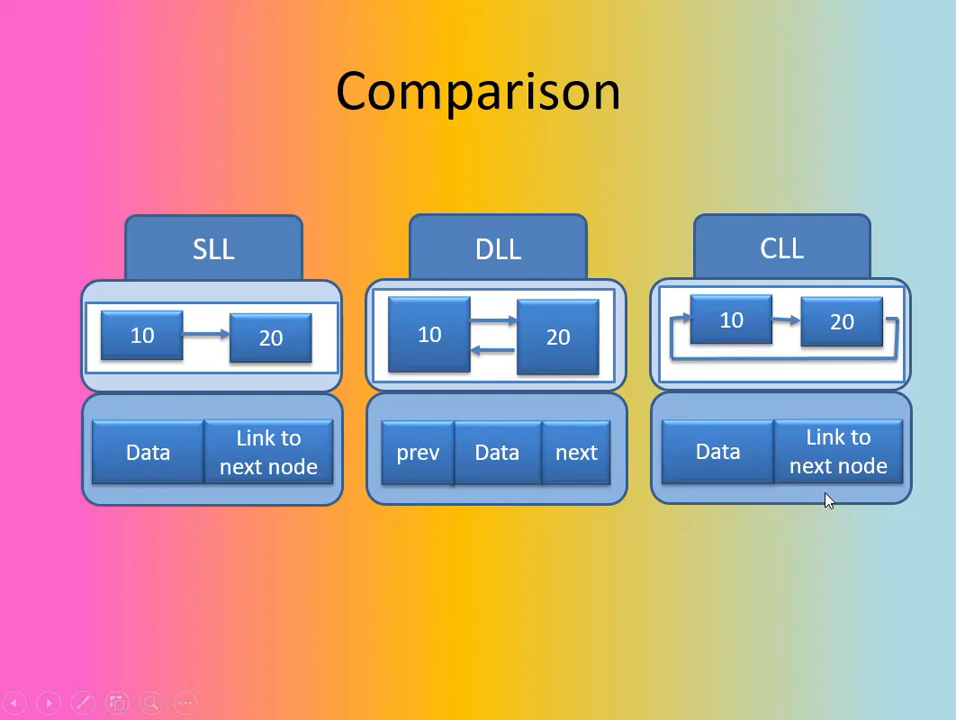 Comparison
SLL
10
20
Data
Link to
next node
DLL
10
20
prev
Data
next
CLL
10
20
Data
Link to
next node